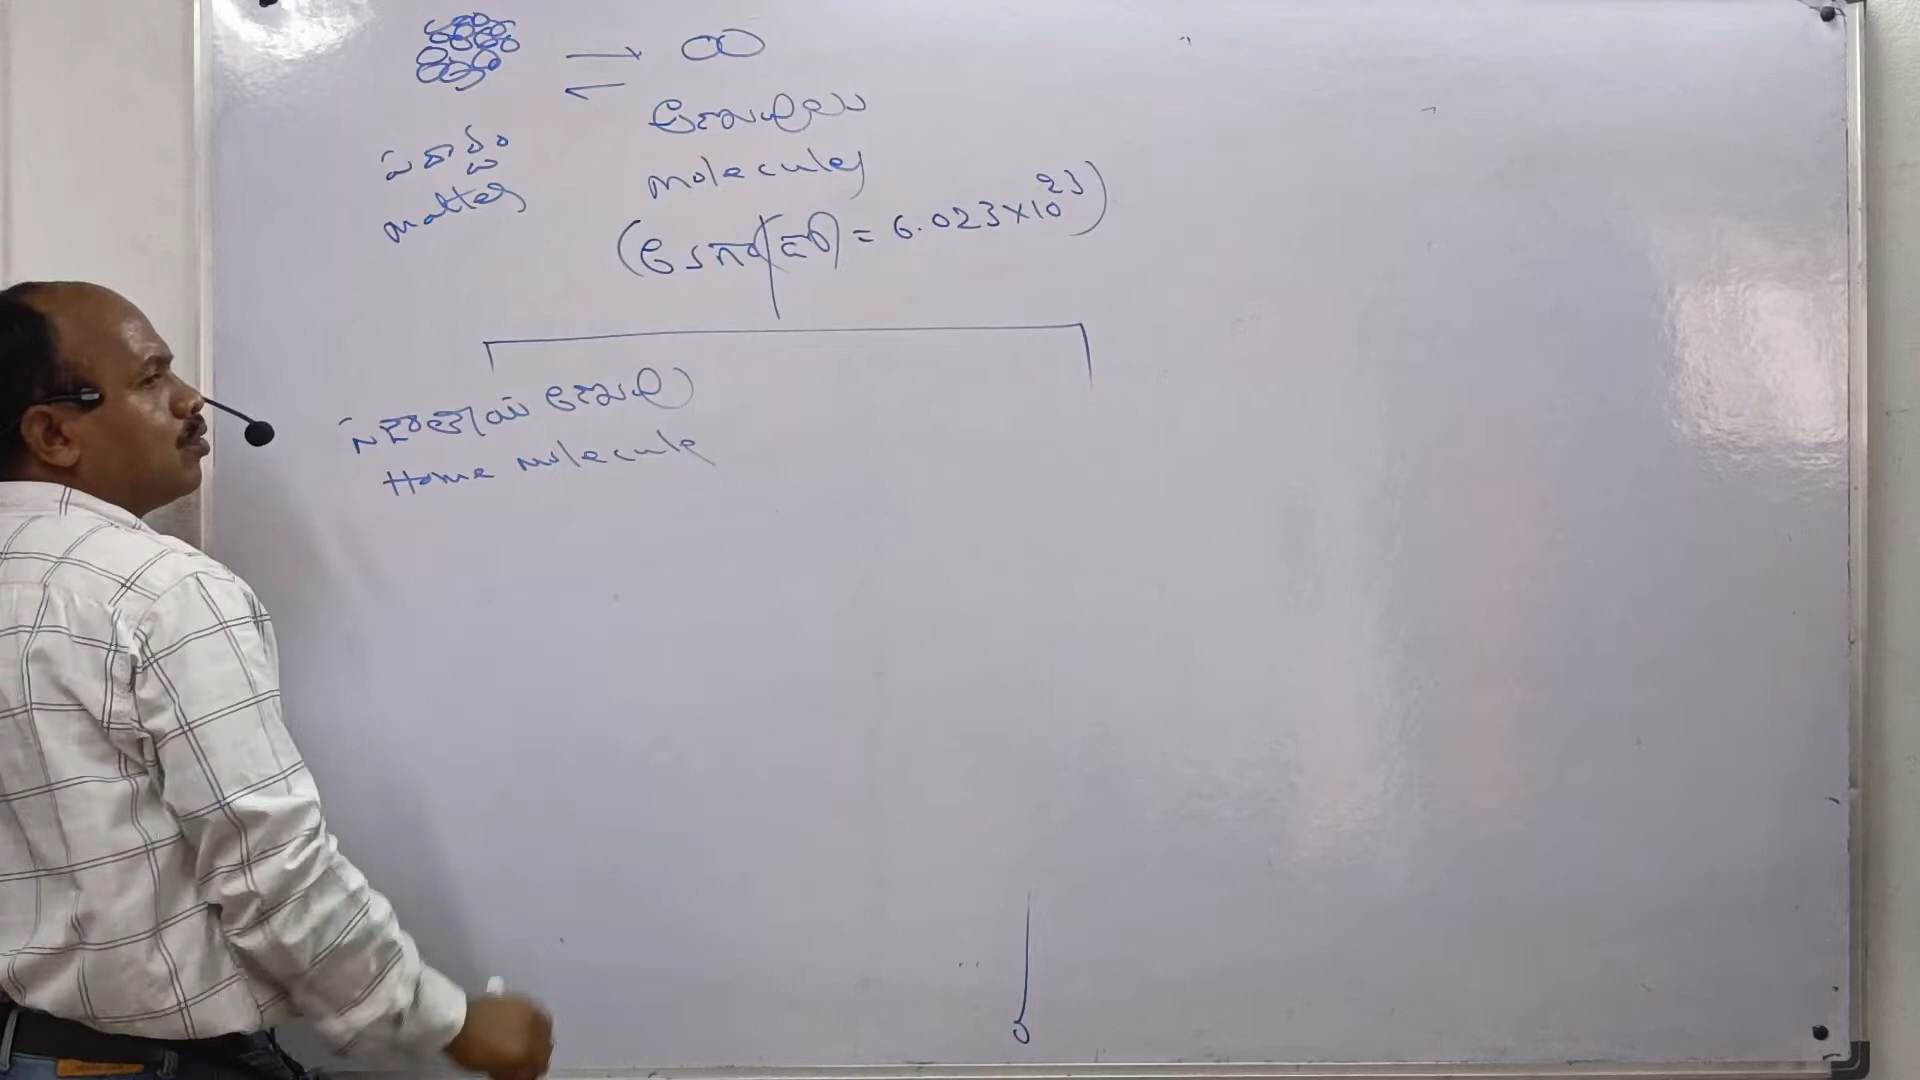 పదార్థం
matter
అణువులు
molecules
(అవగాడ్రో = 6.023×10²³)
సజాతీయ అణువు
Homo molecule